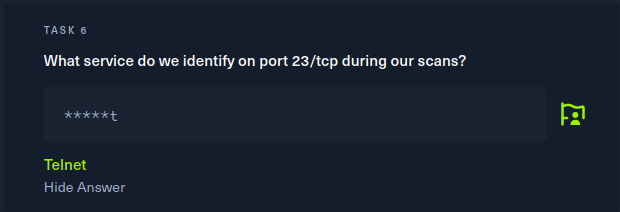 TASK 6
What service do we identify on port 23/tcp during our scans?
*****t
Telnet
Hide Answer